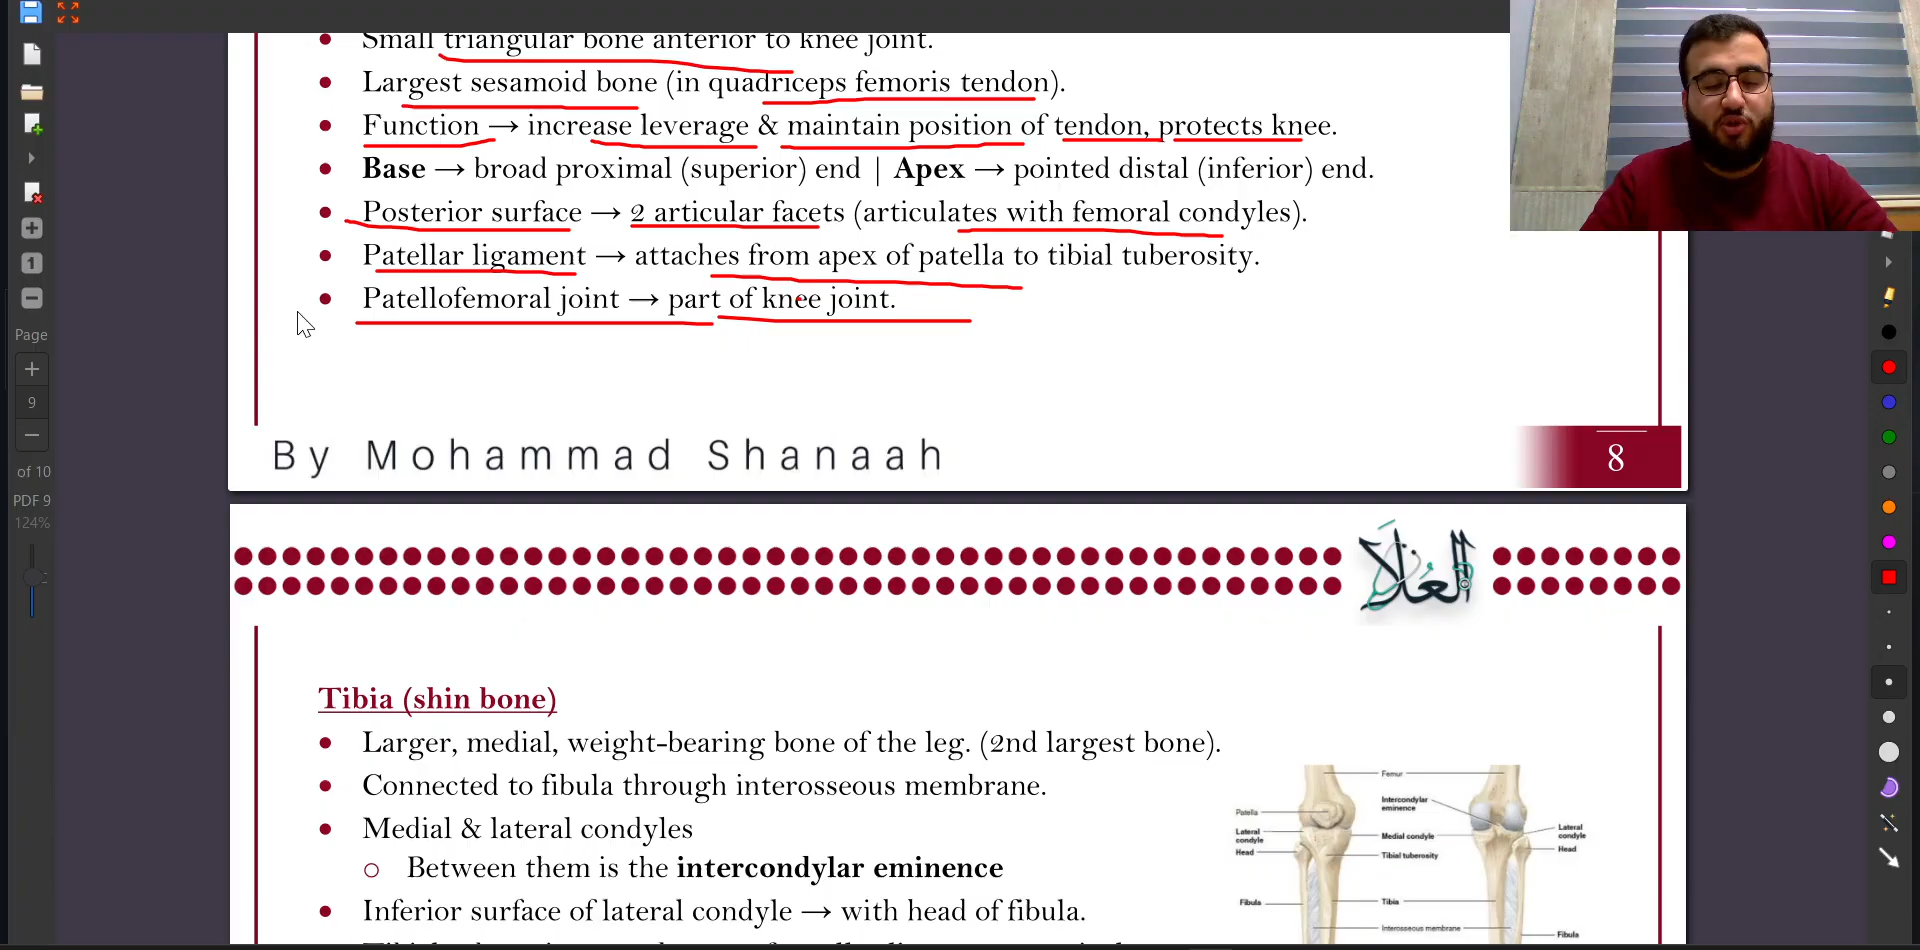 Small triangular bone anterior to knee joint.
Largest sesamoid bone (in quadriceps femoris tendon).
Function → increase leverage & maintain position of tendon, protects knee.
Base → broad proximal (superior) end | Apex → pointed distal (inferior) end.
Posterior surface → 2 articular facets (articulates with femoral condyles).
Patellar ligament → attaches from apex of patella to tibial tuberosity.
Patellofemoral joint → part of knee joint.
Page
9
of 10
PDF 9
124%
By Mohammad Shanaah
8
العُلا
Tibia (shin bone)
Larger, medial, weight-bearing bone of the leg. (2nd largest bone).
Connected to fibula through interosseous membrane.
Medial & lateral condyles
Between them is the intercondylar eminence
Inferior surface of lateral condyle → with head of fibula.
Femur
Patella
Intercondylar eminence
Lateral condyle
Medial condyle
Lateral condyle
Head
Tibial tuberosity
Head
Fibula
Tibia
Interosseous membrane
Fibula